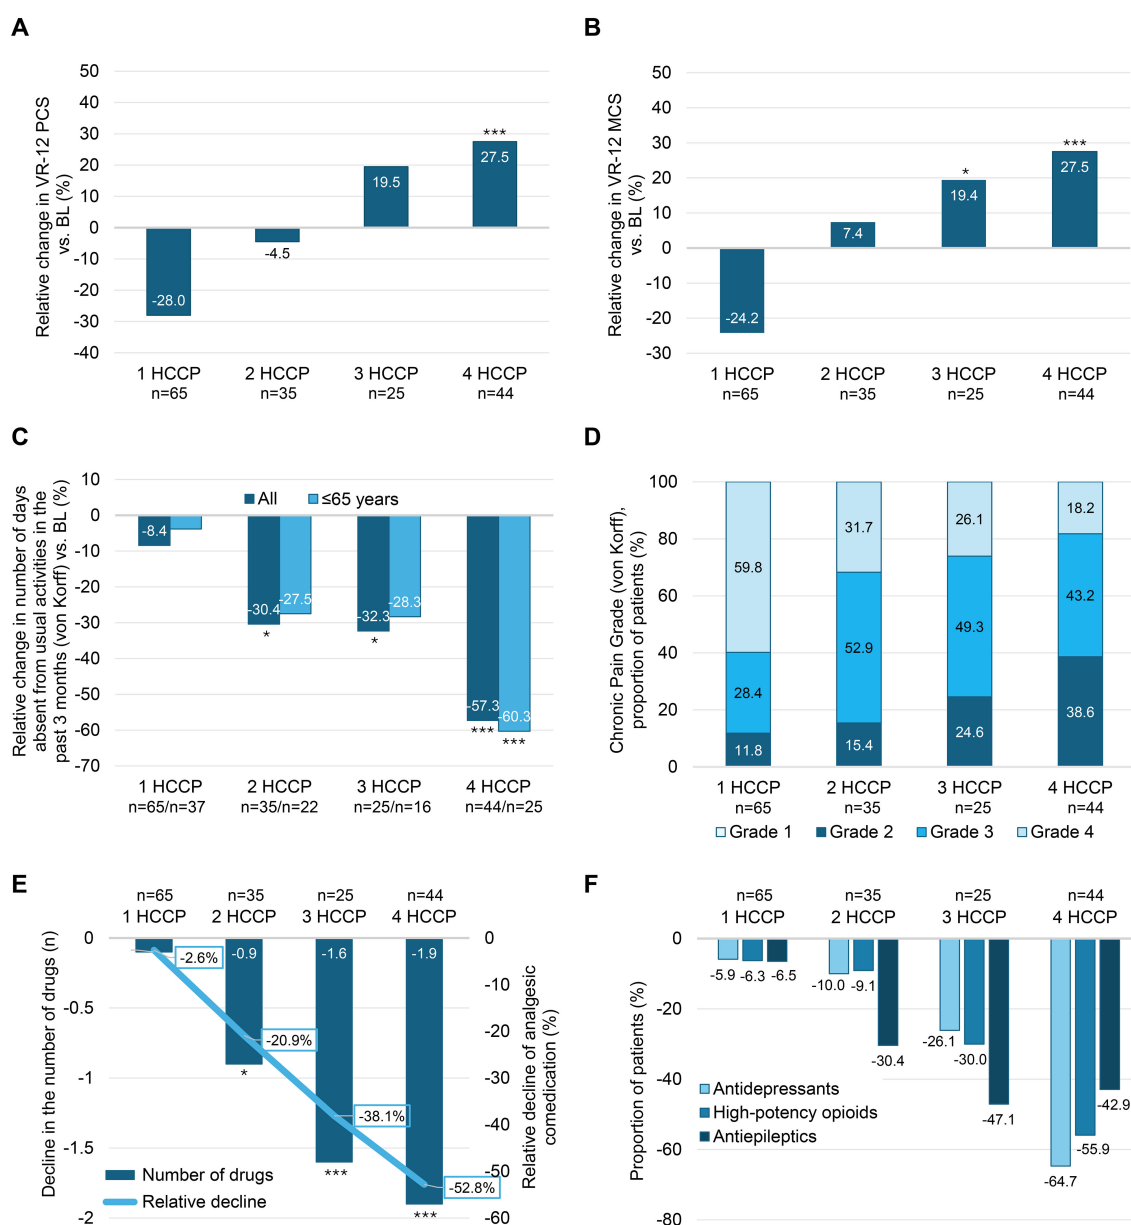 A
Relative change in VR-12 PCS
vs. BL (%)
50
40
30
20
10
0
-10
-20
-30
-40
-28.0
-4.5
19.5
***
27.5
1 HCCP
n=65
2 HCCP
n=35
3 HCCP
n=25
4 HCCP
n=44
B
Relative change in VR-12 MCS
vs. BL (%)
50
40
30
20
10
0
-10
-20
-30
-24.2
7.4
*
19.4
***
27.5
1 HCCP
n=65
2 HCCP
n=35
3 HCCP
n=25
4 HCCP
n=44
C
Relative change in number of days
absent from usual activities in the
past 3 months (von Korff) vs. BL (%)
10
0
-10
-20
-30
-40
-50
-60
-70
All
≤65 years
-8.4
-30.4
-27.5
*
-32.3
-28.3
*
-57.3
-60.3
***
***
1 HCCP
n=65/n=37
2 HCCP
n=35/n=22
3 HCCP
n=25/n=16
4 HCCP
n=44/n=25
D
Chronic Pain Grade (von Korff),
proportion of patients (%)
100
80
60
40
20
0
59.8
28.4
11.8
31.7
52.9
15.4
26.1
49.3
24.6
18.2
43.2
38.6
1 HCCP
n=65
2 HCCP
n=35
3 HCCP
n=25
4 HCCP
n=44
Grade 1
Grade 2
Grade 3
Grade 4
E
n=65
1 HCCP
n=35
2 HCCP
n=25
3 HCCP
n=44
4 HCCP
Decline in the number of drugs (n)
0
-0.5
-1
-1.5
-2
-2.6%
-0.9
-20.9%
*
-1.6
-38.1%
***
-1.9
-52.8%
***
Number of drugs
Relative decline
0
-10
-20
-30
-40
-50
-60
Relative decline of analgesic
comedication (%)
F
n=65
1 HCCP
n=35
2 HCCP
n=25
3 HCCP
n=44
4 HCCP
Proportion of patients (%)
0
-20
-40
-60
-80
-5.9
-6.3
-6.5
-10.0
-9.1
-30.4
-26.1
-30.0
-47.1
-64.7
-55.9
-42.9
Antidepressants
High-potency opioids
Antiepileptics